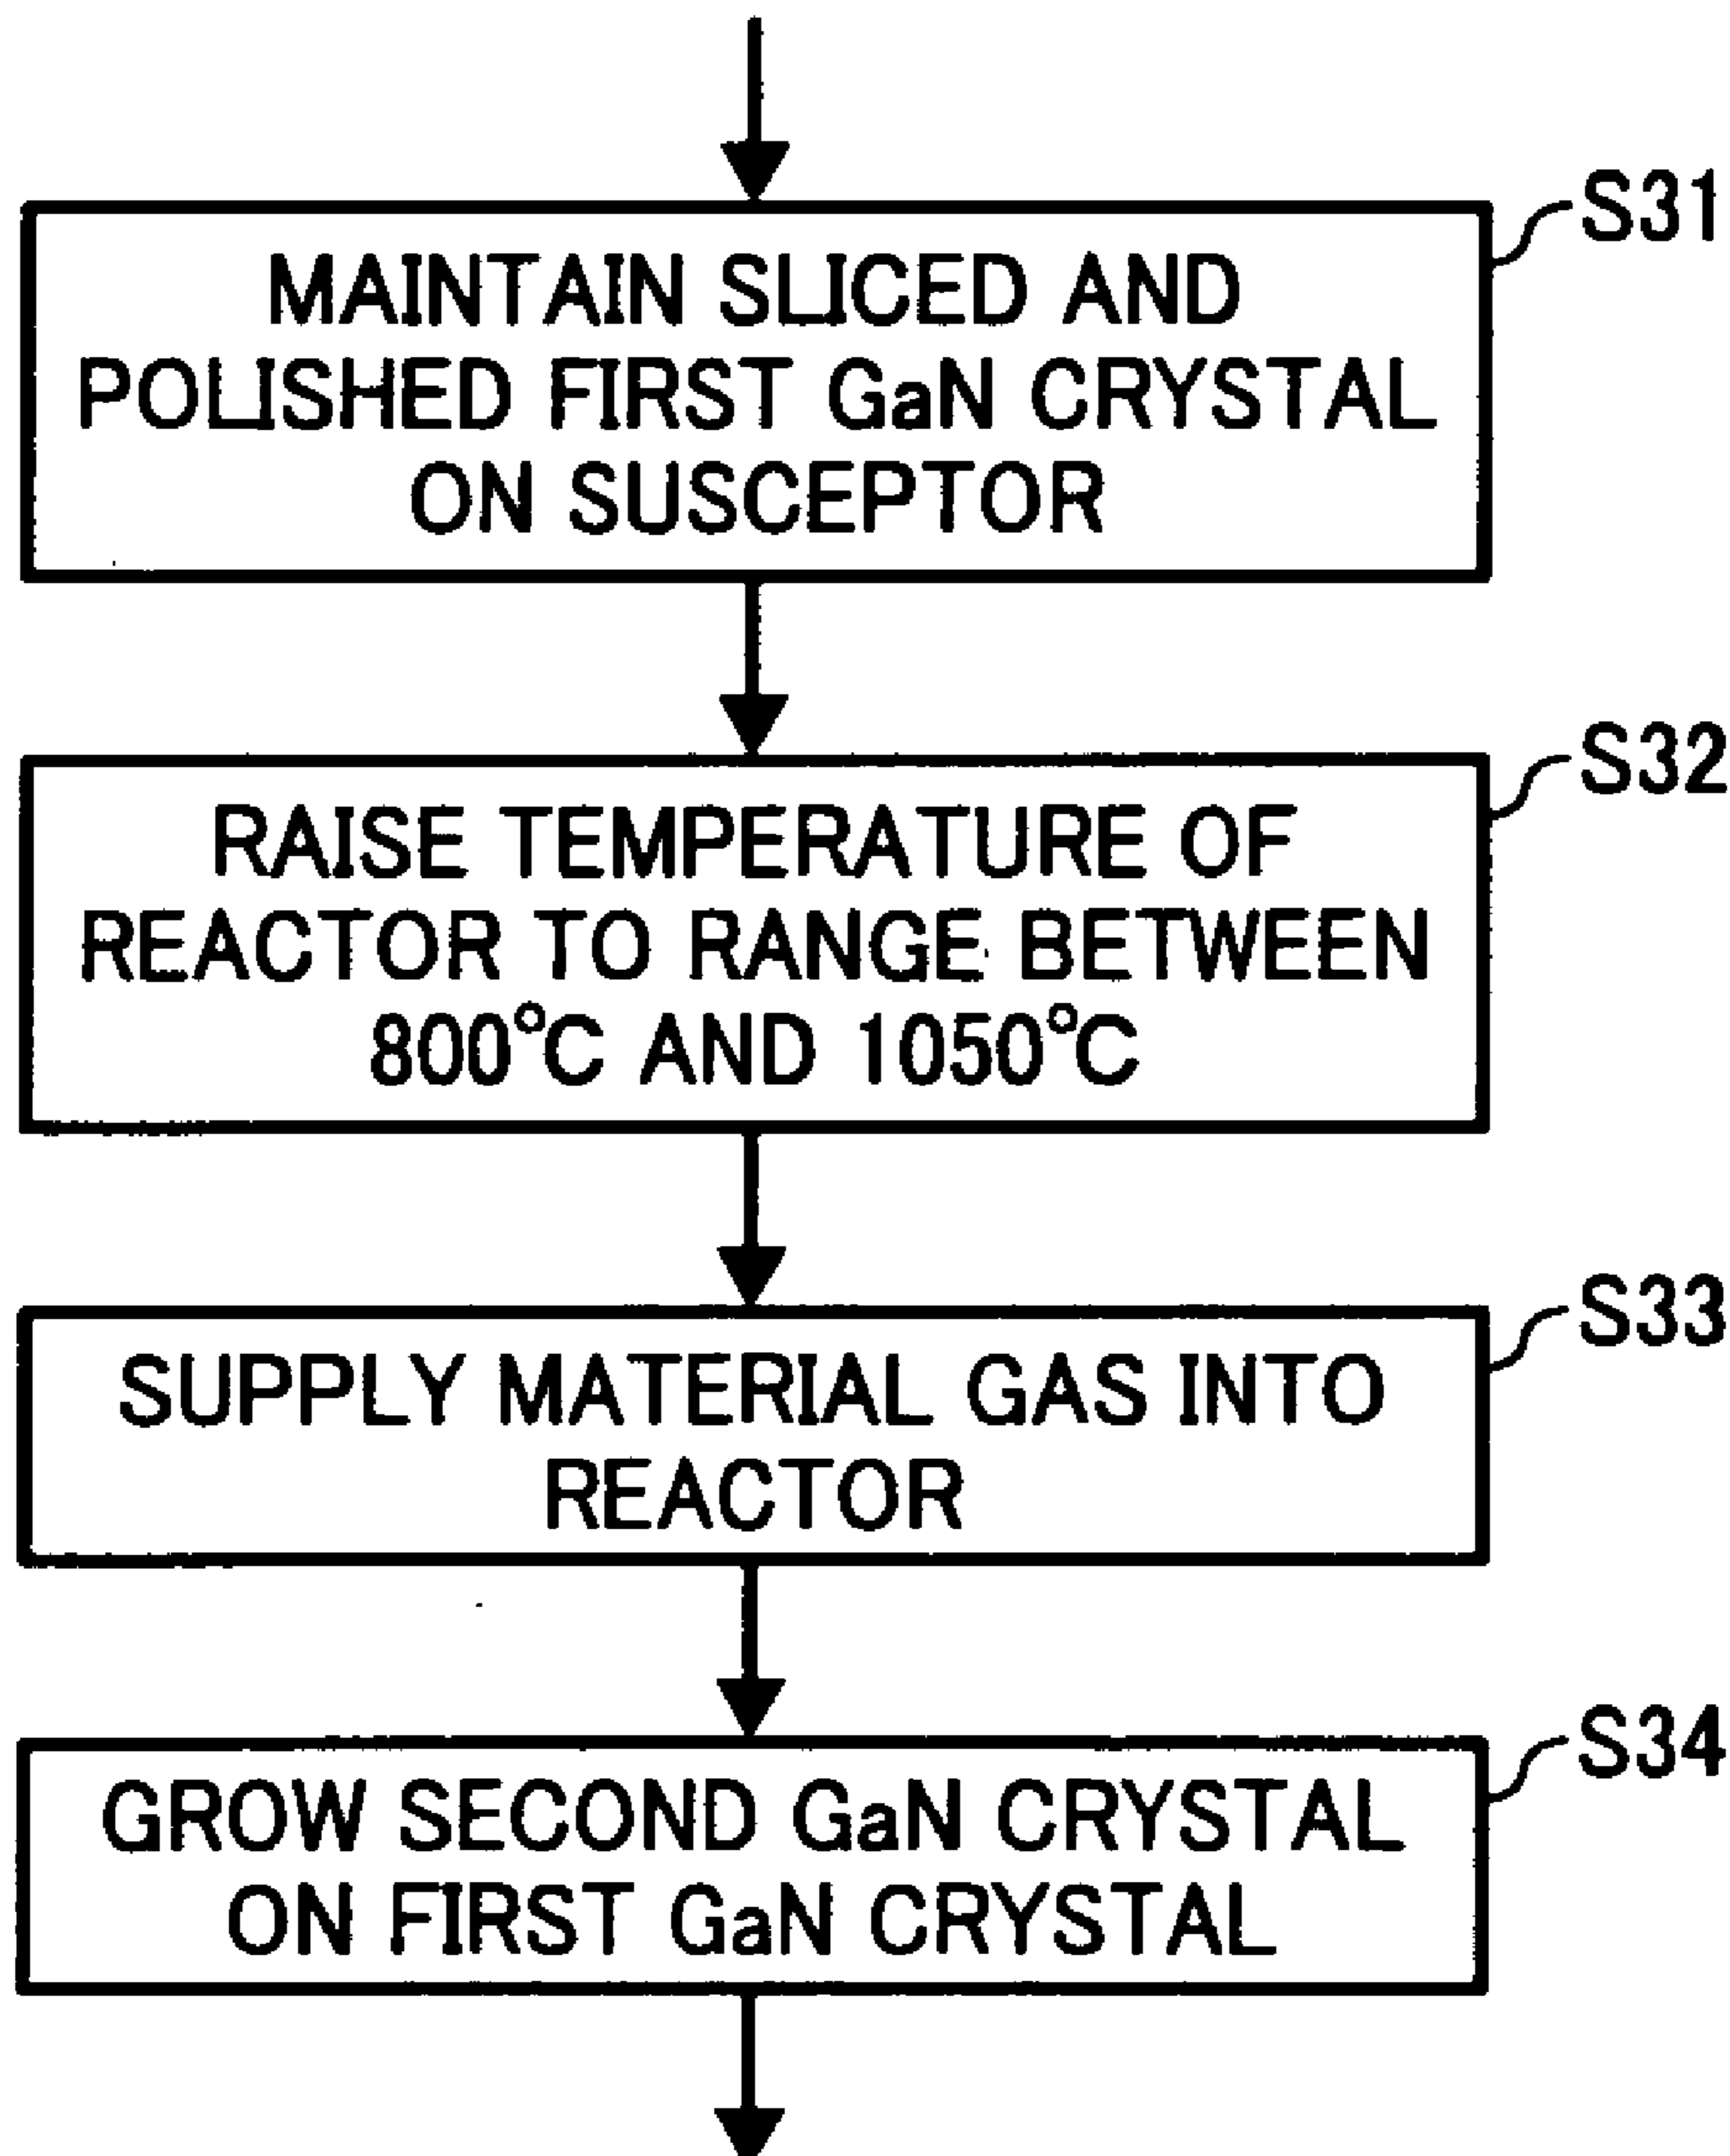 S31
MAINTAIN SLICED AND
POLISHED FIRST GaN CRYSTAL
ON SUSCEPTOR
S32
RAISE TEMPERATURE OF
REACTOR TO RANGE BETWEEN
800°C AND 1050°C
S33
SUPPLY MATERIAL GAS INTO
REACTOR
S34
GROW SECOND GaN CRYSTAL
ON FIRST GaN CRYSTAL